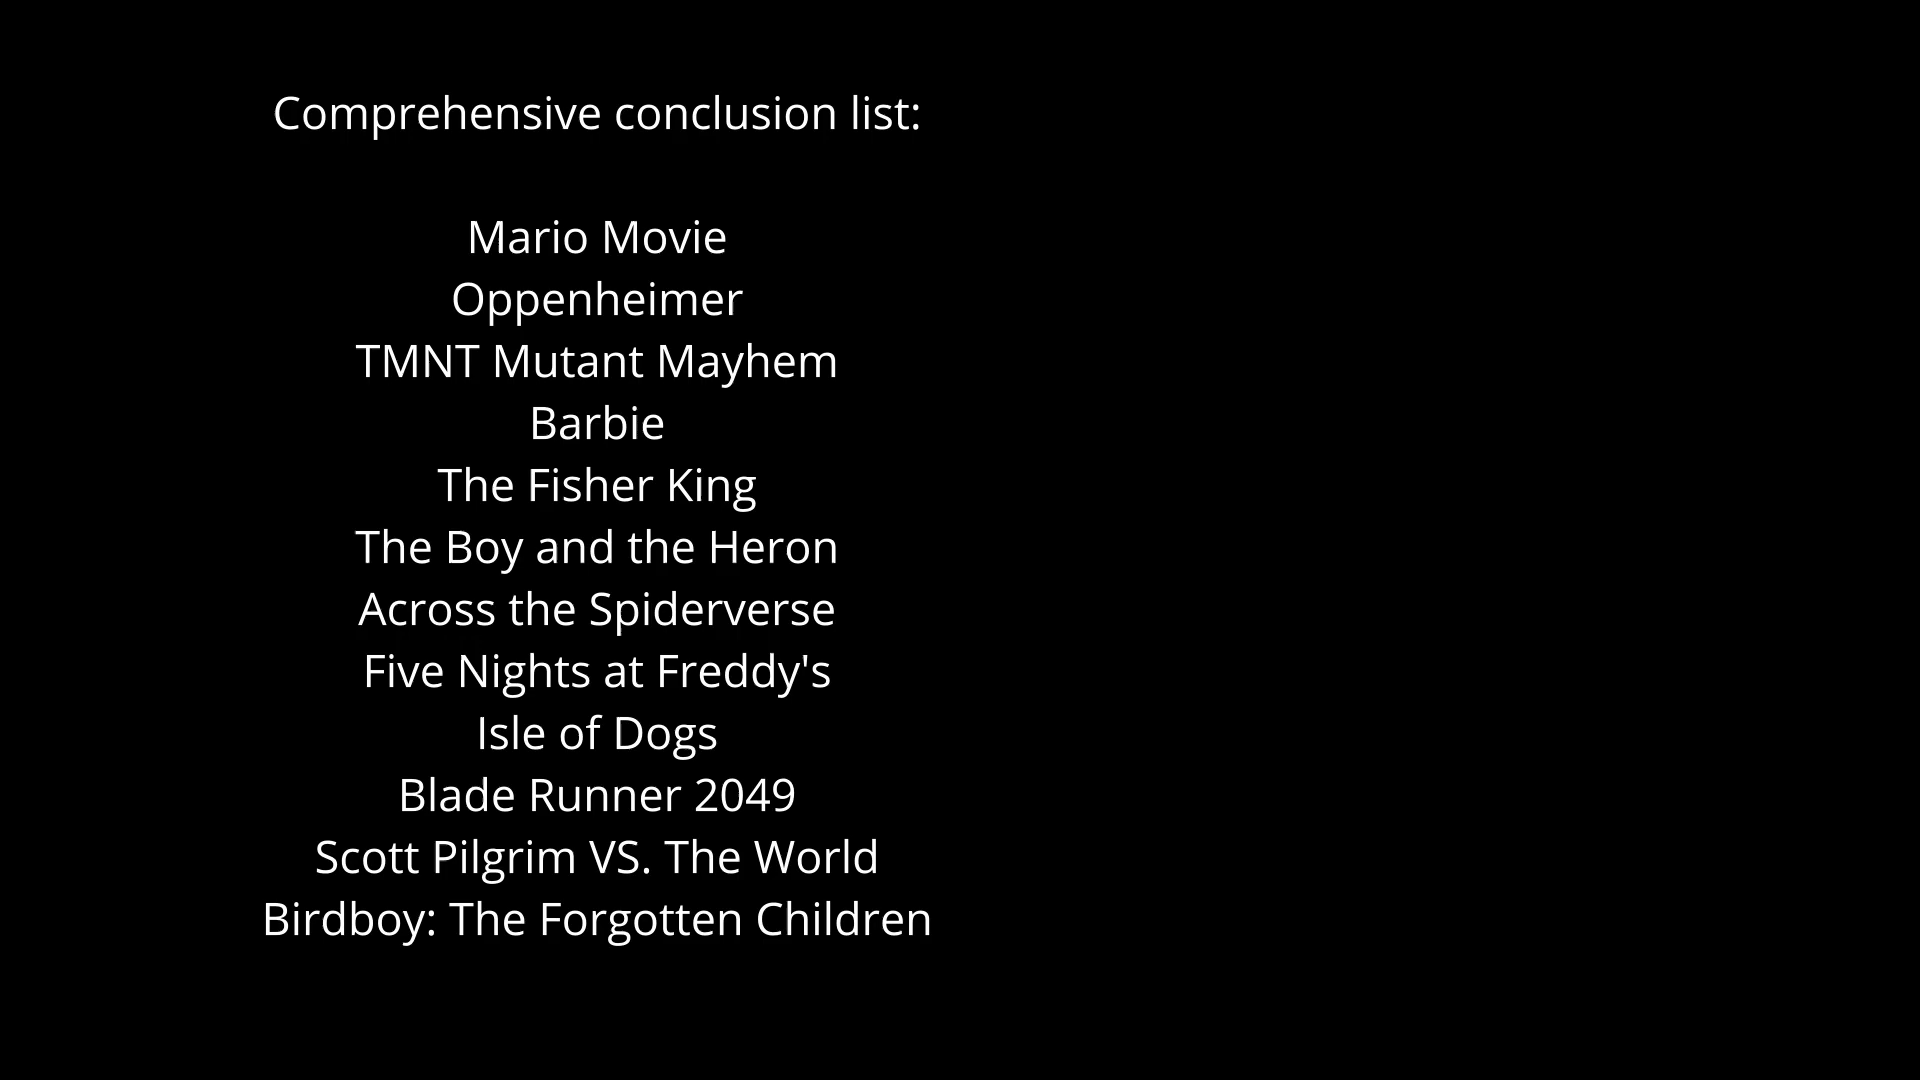 Comprehensive conclusion list:
Mario Movie
Oppenheimer
TMNT Mutant Mayhem
Barbie
The Fisher King
The Boy and the Heron
Across the Spiderverse
Five Nights at Freddy's
Isle of Dogs
Blade Runner 2049
Scott Pilgrim VS. The World
Birdboy: The Forgotten Children